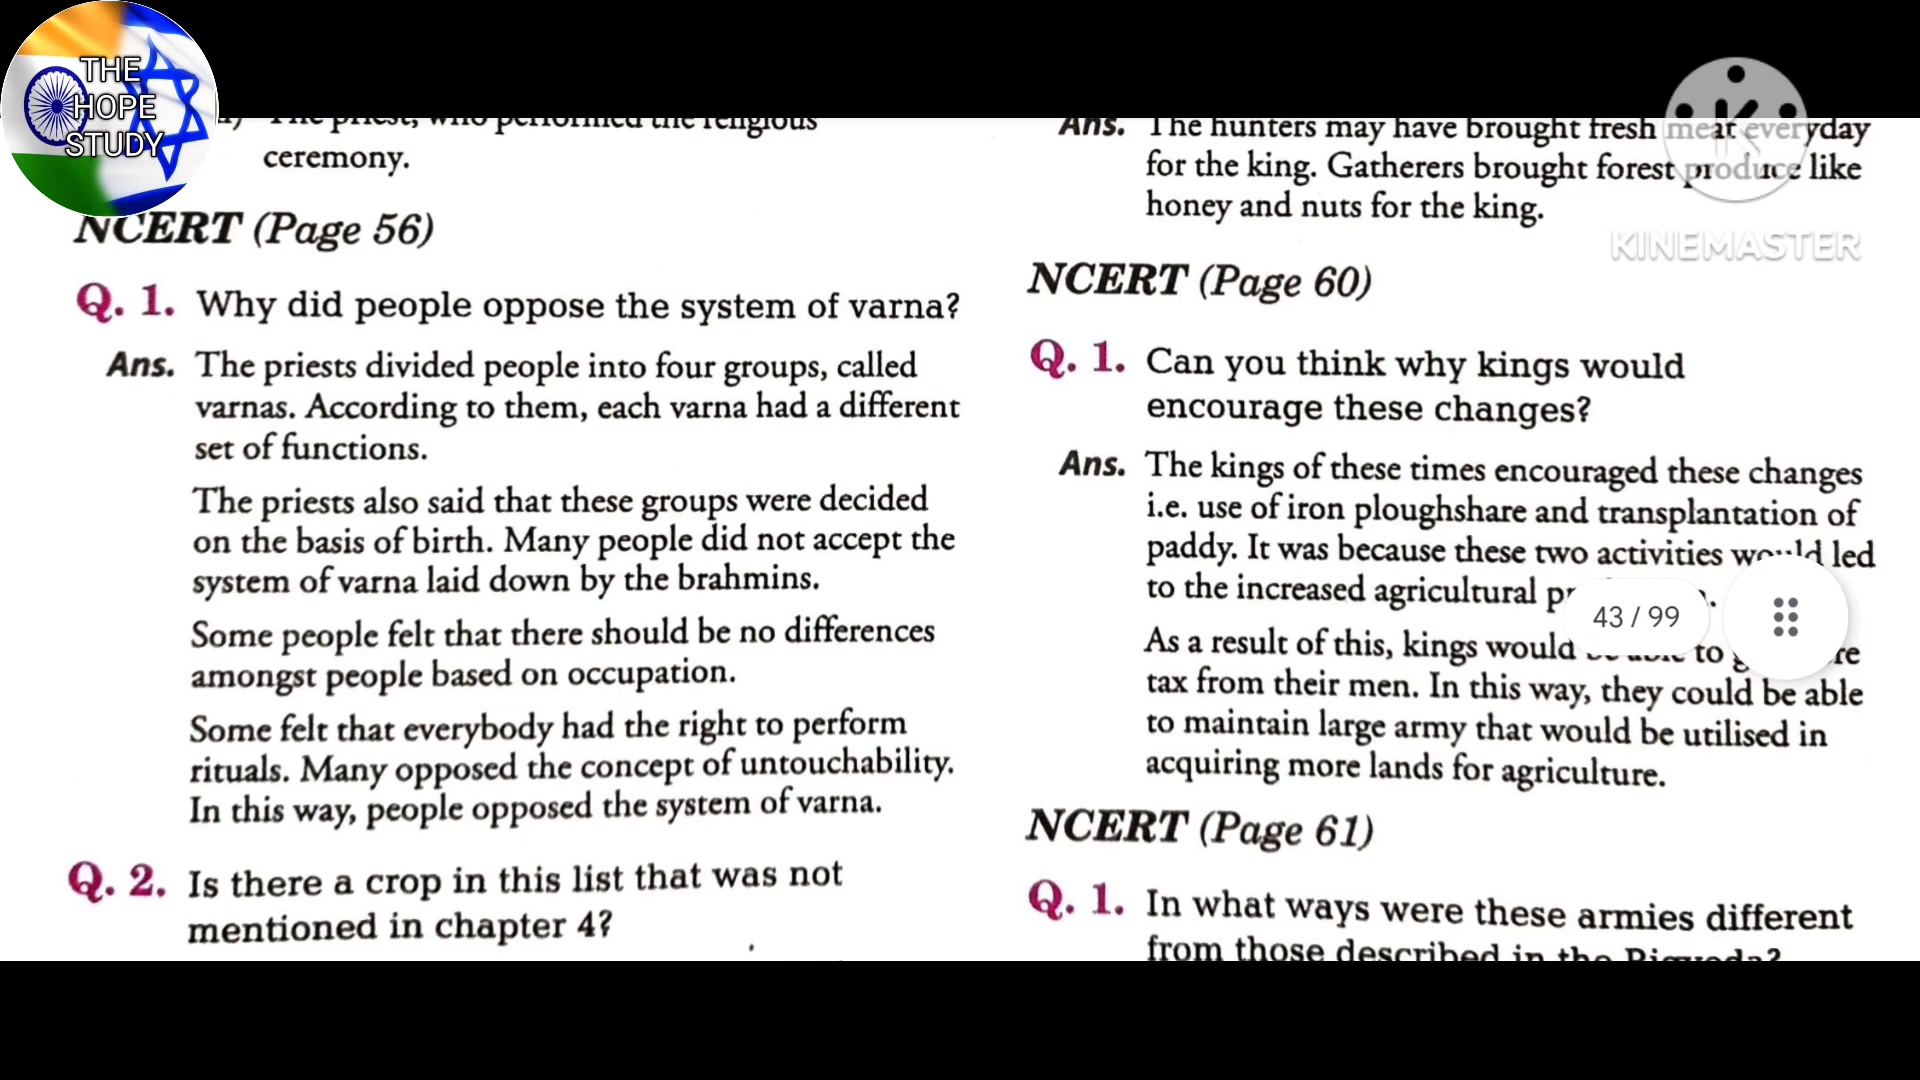 THE
HOPE
STUDY
The priest, who performed the religious
ceremony.
NCERT (Page 56)
Q. 1. Why did people oppose the system of varna?
Ans. The priests divided people into four groups, called
varnas. According to them, each varna had a different
set of functions.
The priests also said that these groups were decided
on the basis of birth. Many people did not accept the
system of varna laid down by the brahmins.
Some people felt that there should be no differences
amongst people based on occupation.
Some felt that everybody had the right to perform
rituals. Many opposed the concept of untouchability.
In this way, people opposed the system of varna.
Q. 2. Is there a crop in this list that was not
mentioned in chapter 4?
Ans. The hunters may have brought fresh meat everyday
for the king. Gatherers brought forest produce like
honey and nuts for the king.
KINEMASTER
NCERT (Page 60)
Q. 1. Can you think why kings would
encourage these changes?
Ans. The kings of these times encouraged these changes
i.e. use of iron ploughshare and transplantation of
paddy. It was because these two activities would led
to the increased agricultural
43 / 99
As a result of this, kings would to
tax from their men. In this way, they could be able
to maintain large army that would be utilised in
acquiring more lands for agriculture.
NCERT (Page 61)
Q. 1. In what ways were these armies different
from those described in the Rigveda?